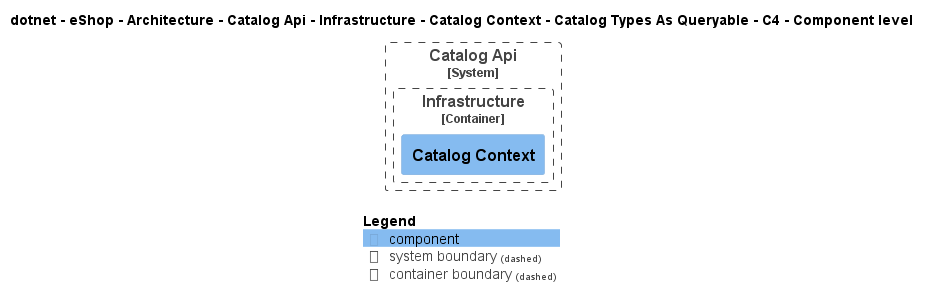 dotnet - eShop - Architecture - Catalog Api - Infrastructure - Catalog Context - Catalog Types As Queryable - C4 - Component level
Catalog Api
[System]
Infrastructure
[Container]
Catalog Context
Legend
component
system boundary (dashed)
container boundary (dashed)